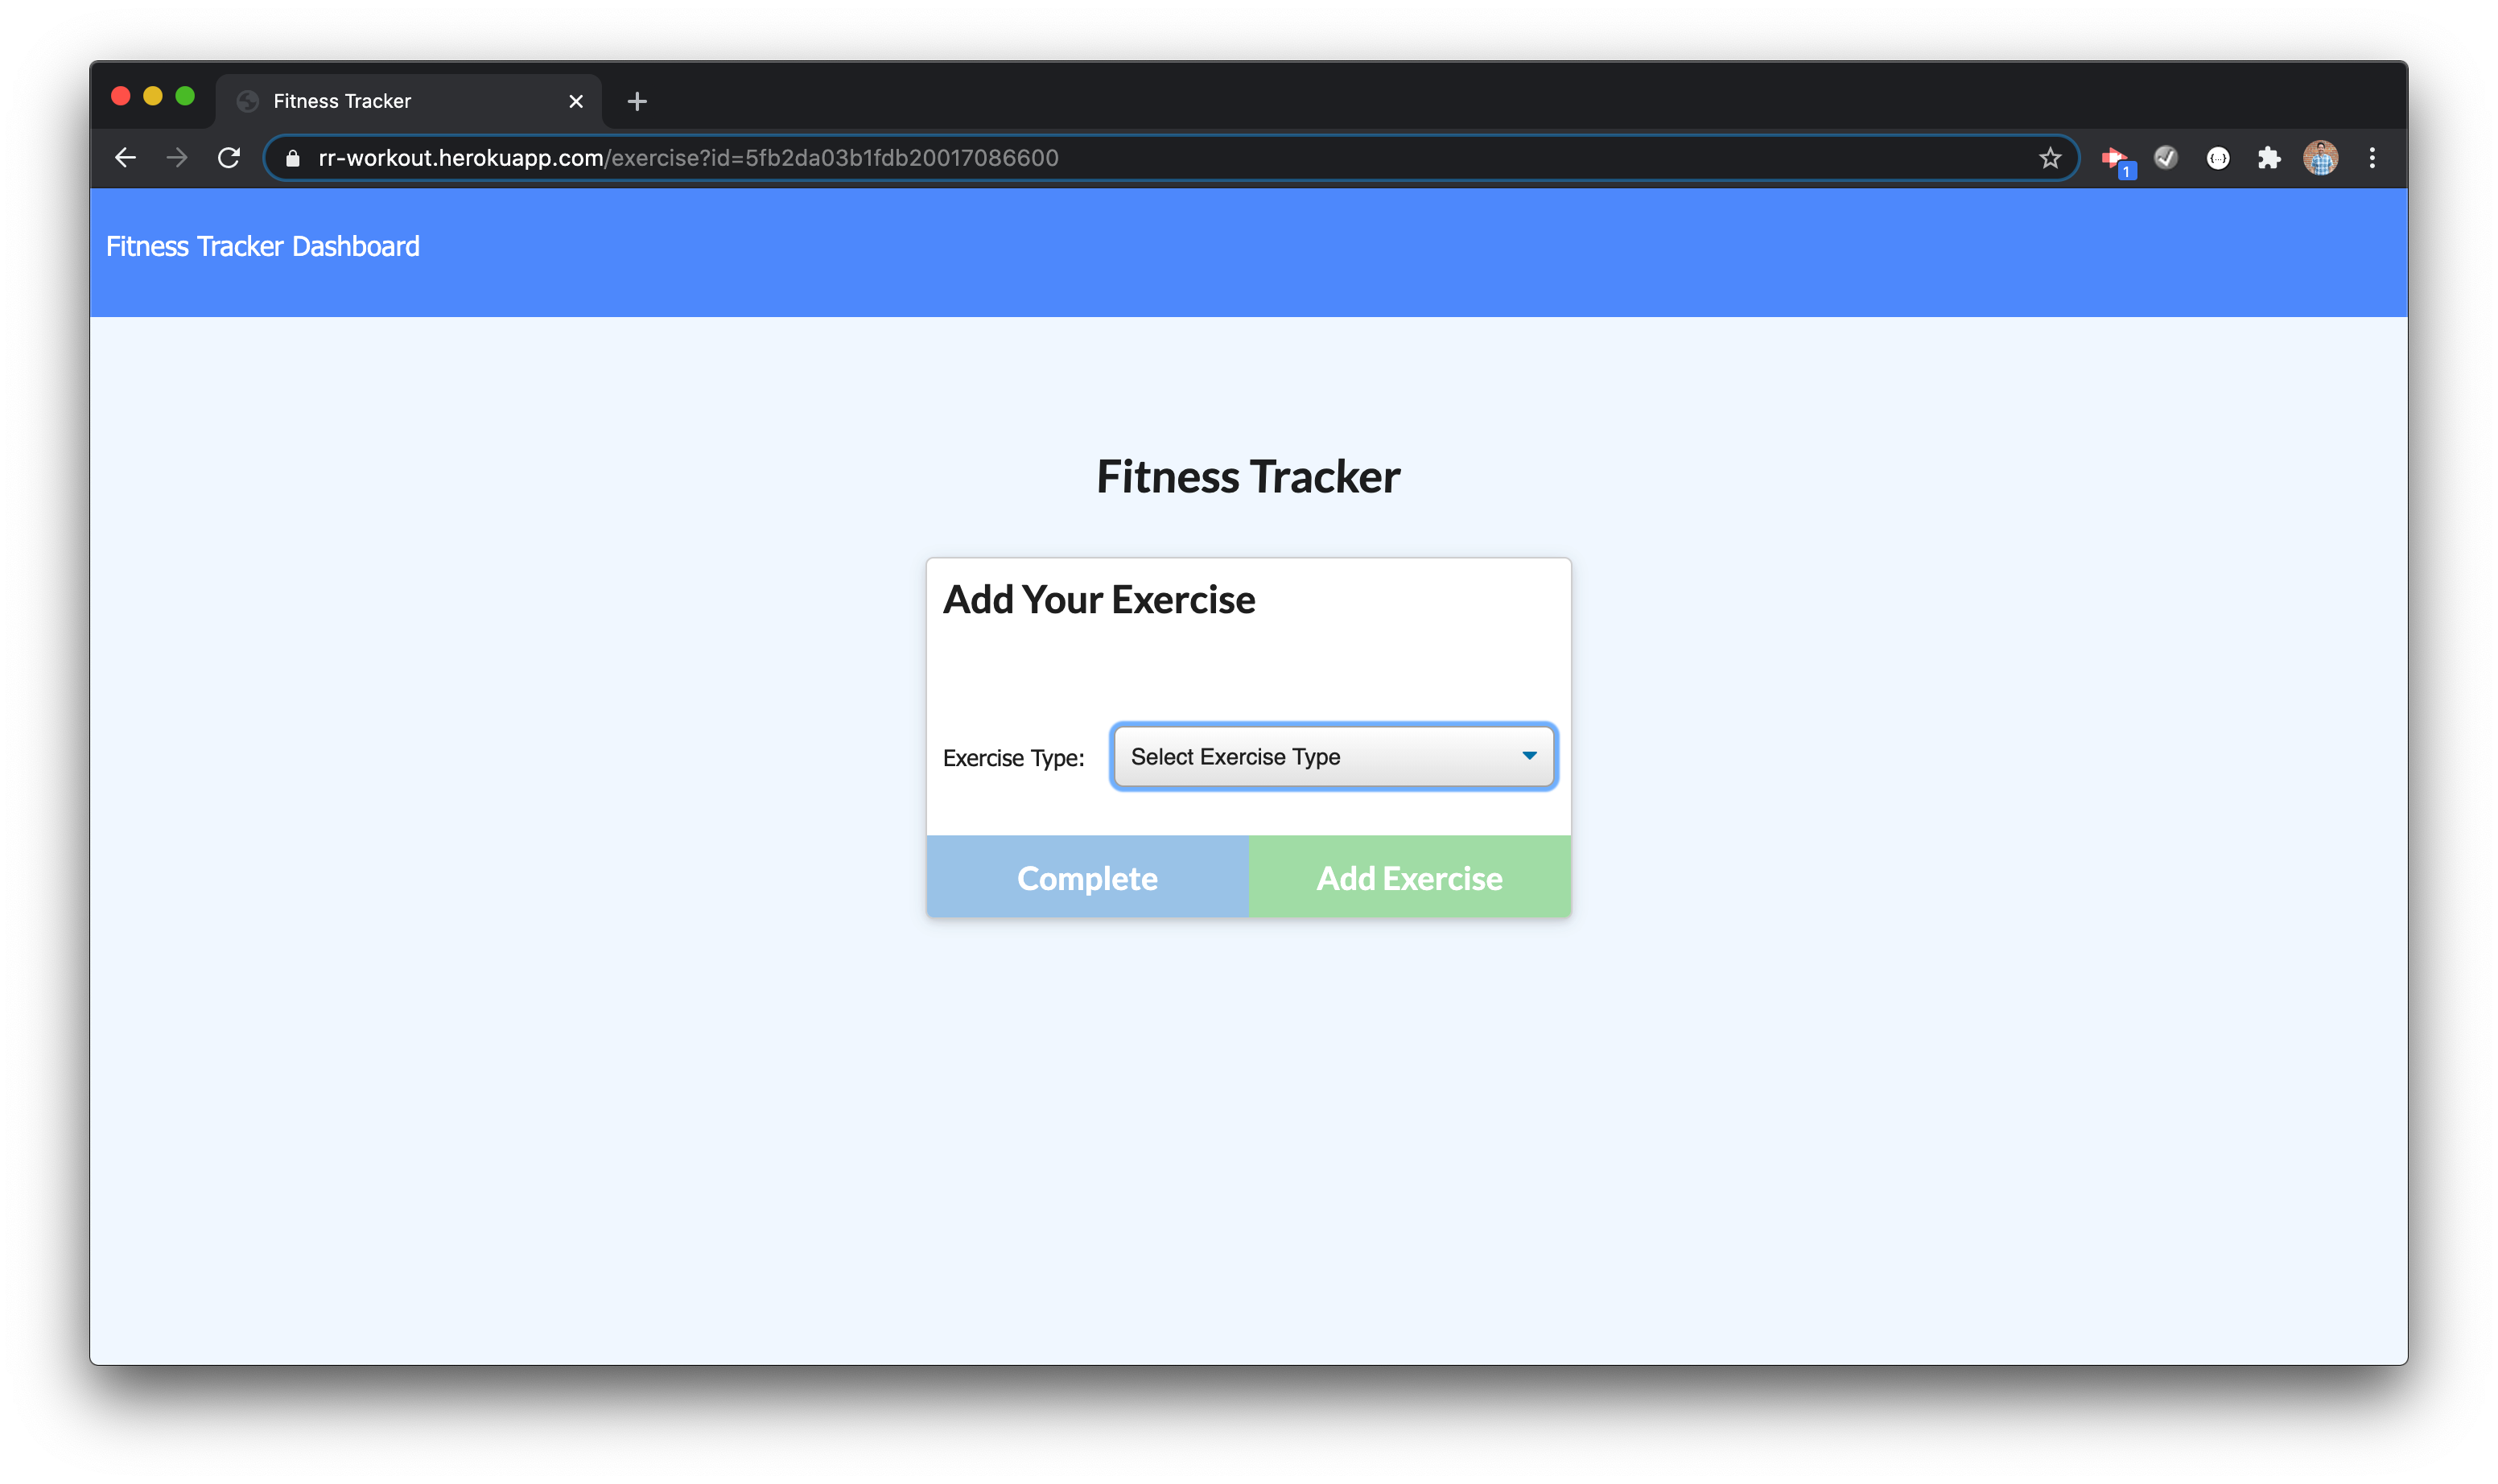 Fitness Tracker
rr-workout.herokuapp.com/exercise?id=5fb2da03b1fdb20017086600
1
Fitness Tracker Dashboard
Fitness Tracker
Add Your Exercise
Exercise Type: Select Exercise Type
Complete Add Exercise